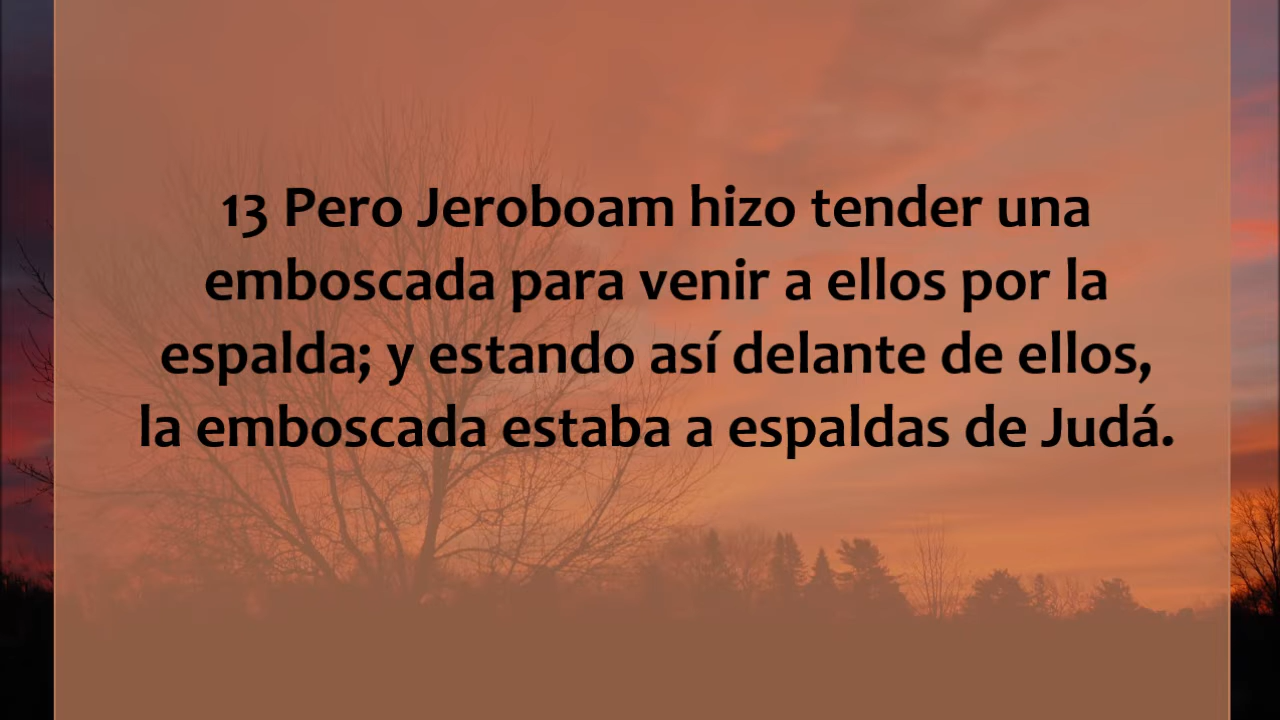 13 Pero Jeroboam hizo tender una
emboscada para venir a ellos por la
espalda; y estando así delante de ellos,
la emboscada estaba a espaldas de Judá.